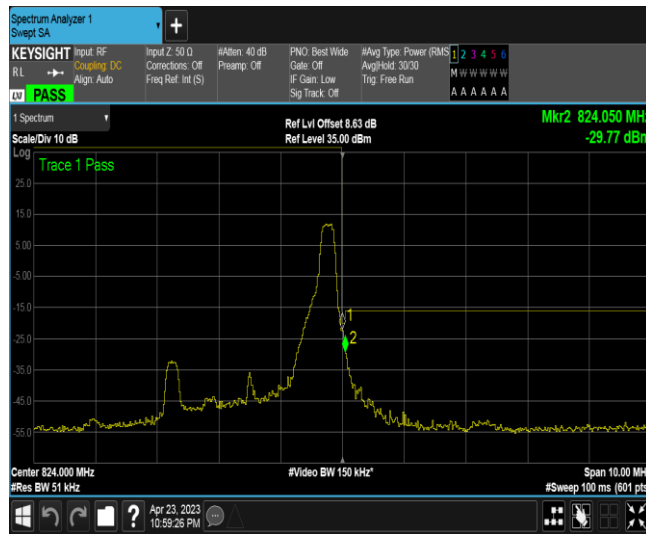 Spectrum Analyzer 1
Swept SA
+
KEYSIGHT
RL
LXI
PASS
Input: RF
Coupling: DC
Align: Auto
Input Z: 50 Ω
Corrections: Off
Freq Ref: Int (S)
#Atten: 40 dB
Preamp: Off
PNO: Best Wide
Gate: Off
IF Gain: Low
Sig Track: Off
#Avg Type: Power (RMS
Avg|Hold: 30/30
Trig: Free Run
1 2 3 4 5 6
M W W W W W
A A A A A A
1 Spectrum
Scale/Div 10 dB
Ref Lvl Offset 8.63 dB
Ref Level 35.00 dBm
Mkr2 824.050 MHz
-29.77 dBm
Log
Trace 1 Pass
25.0
15.0
5.00
-5.00
-15.0
-25.0
-35.0
-45.0
-55.0
1
2
Center 824.000 MHz
#Res BW 51 kHz
#Video BW 150 kHz*
Span 10.00 MH
#Sweep 100 ms (601 pts
?
Apr 23, 2023
10:59:26 PM